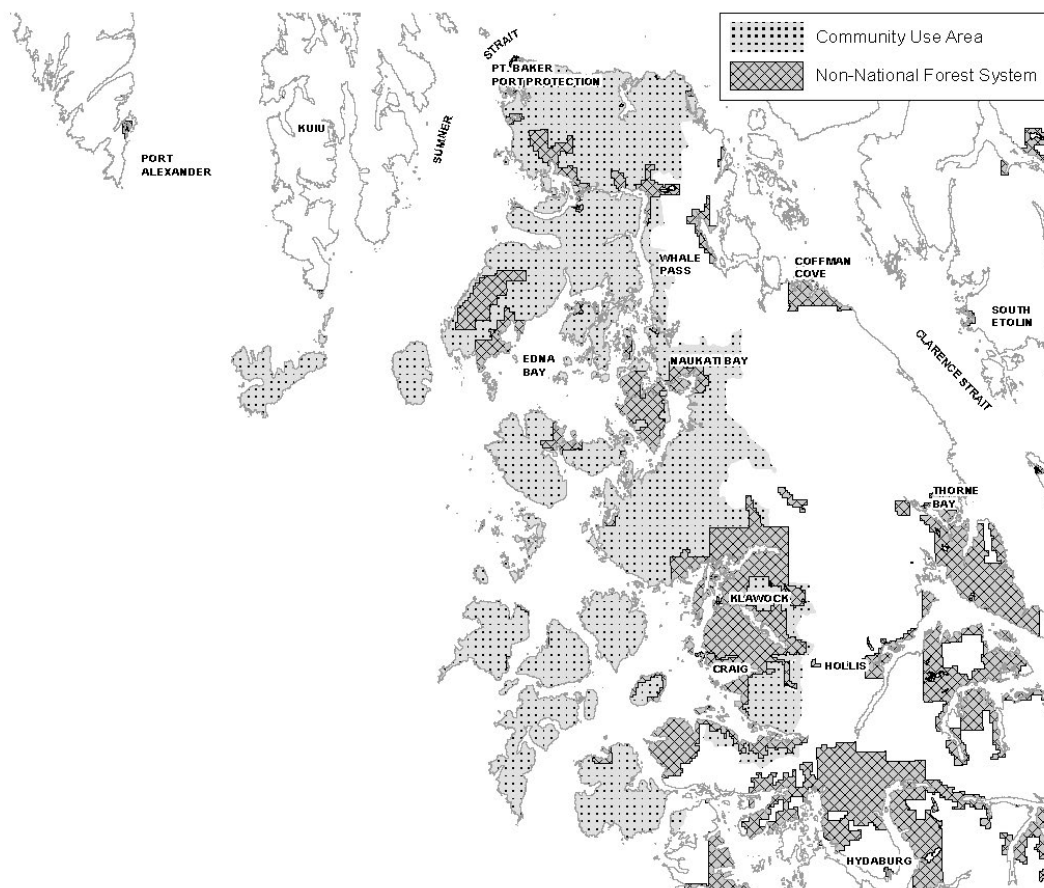 Community Use Area
Non-National Forest System
STRAIT
PT. BAKER
PORT PROTECTION
SUMNER
KUIU
PORT
ALEXANDER
WHALE
PASS
COFFMAN
COVE
SOUTH
ETOLIN
CLARENCE STRAIT
EDNA
BAY
NAUKATI BAY
THORNE
BAY
KLAWOCK
CRAIG
HOLLIS
HYDABURG